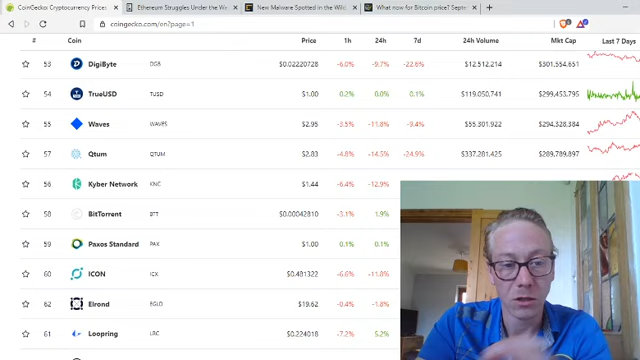 CoinGecko Cryptocurrency Prices
Ethereum Struggles Under the W
New Malware Spotted in the Wil
What now for Bitcoin price? Sept
coingecko.com/en?page=1
# Coin Price 1h 24h 7d 24h Volume Mkt Cap Last 7 Days
53 DigiByte DGB $0.02220728 -6.0% -9.7% -22.6% $12,512,214 $301,554,651
54 TrueUSD TUSD $1.00 0.2% 0.0% 0.1% $119,050,741 $299,453,795
55 Waves WAVES $2.95 -3.5% -11.8% -9.4% $55,301,922 $294,328,384
57 Qtum QTUM $2.83 -4.8% -14.5% -24.9% $337,281,425 $289,789,897
56 Kyber Network KNC $1.44 -6.4% -12.9%
58 BitTorrent BTT $0.00042810 -3.1% 1.9%
59 Paxos Standard PAX $1.00 0.1% 0.1%
60 ICON ICX $0.481322 -6.6% -11.8%
62 Elrond EGLD $19.62 -0.4% -1.8%
61 Loopring LRC $0.224018 -7.2% 5.2%